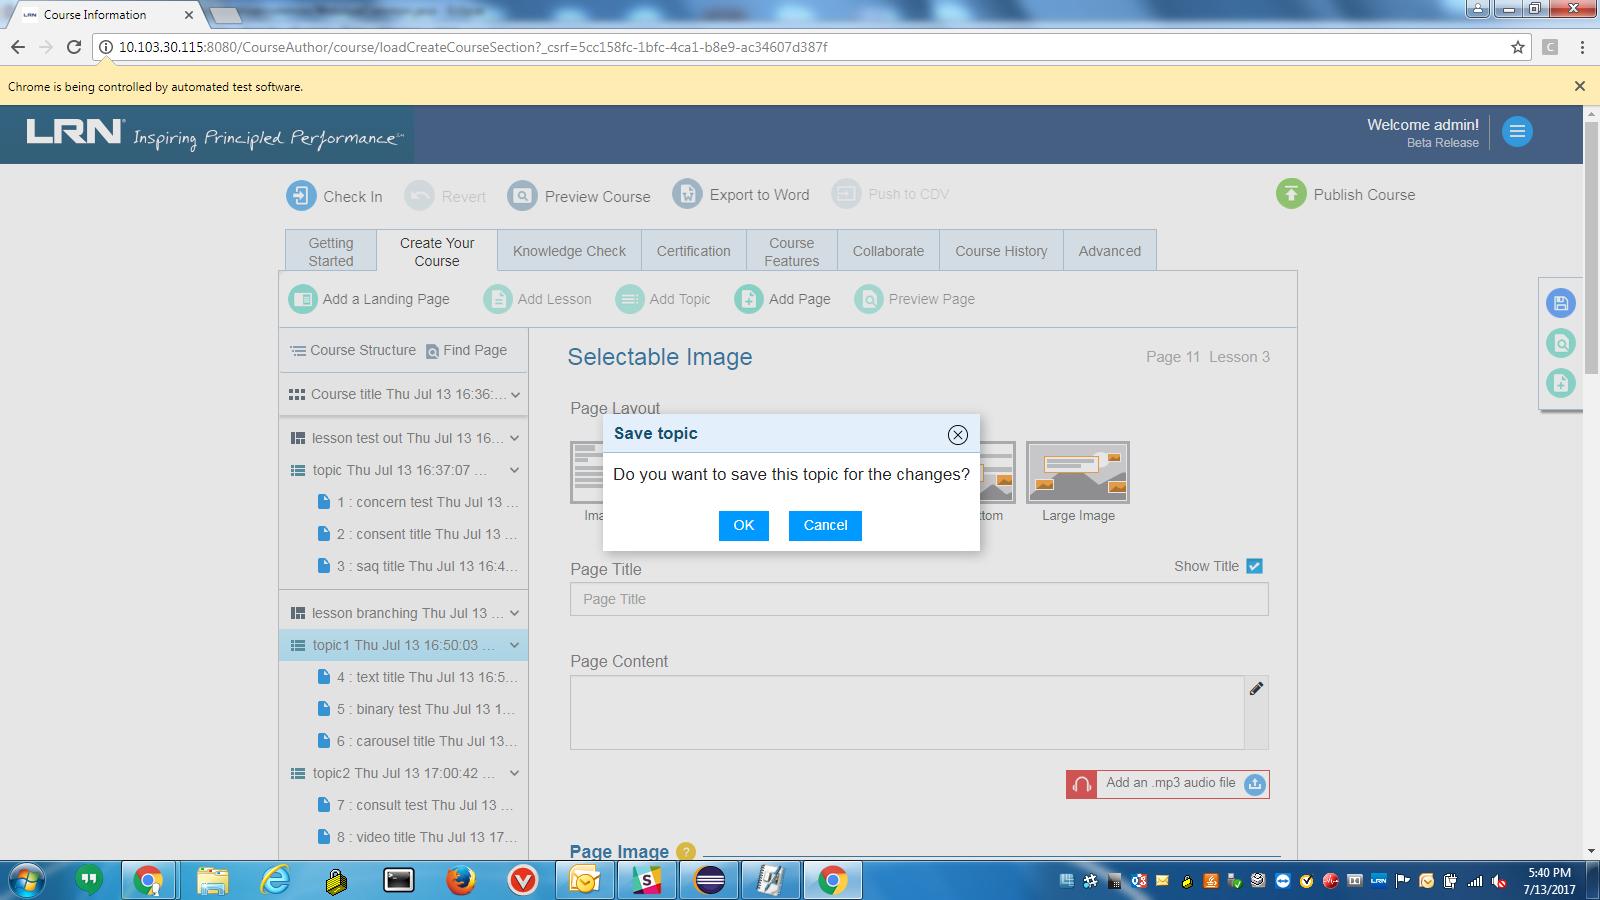 LRN Course Information
10.103.30.115:8080/CourseAuthor/course/loadCreateCourseSection?_csrf=5cc158fc-1bfc-4ca1-b8e9-ac34607d387f
C
Chrome is being controlled by automated test software.
LRN Inspiring Principled Performance
Welcome admin!
Beta Release
Check In
Revert
Preview Course
Export to Word
Push to CDV
Publish Course
Getting
Started
Create Your
Course
Knowledge Check
Certification
Course
Features
Collaborate
Course History
Advanced
Add a Landing Page
Add Lesson
Add Topic
Add Page
Preview Page
Course Structure
Find Page
Course title Thu Jul 13 16:36:...
lesson test out Thu Jul 13 16...
topic Thu Jul 13 16:37:07 ...
1 : concern test Thu Jul 13 ...
2 : consent title Thu Jul 13 ...
3 : saq title Thu Jul 13 16:4...
lesson branching Thu Jul 13 ...
topic1 Thu Jul 13 16:50:03 ...
4 : text title Thu Jul 13 16:5...
5 : binary test Thu Jul 13 1...
6 : carousel title Thu Jul 13...
topic2 Thu Jul 13 17:00:42 ...
7 : consult test Thu Jul 13 ...
8 : video title Thu Jul 13 17...
Selectable Image
Page 11 Lesson 3
Page Layout
Save topic
Do you want to save this topic for the changes?
OK
Cancel
Ima
tom
Large Image
Page Title
Show Title
Page Title
Page Content
Add an .mp3 audio file
Page Image ?
LRN
5:40 PM
7/13/2017